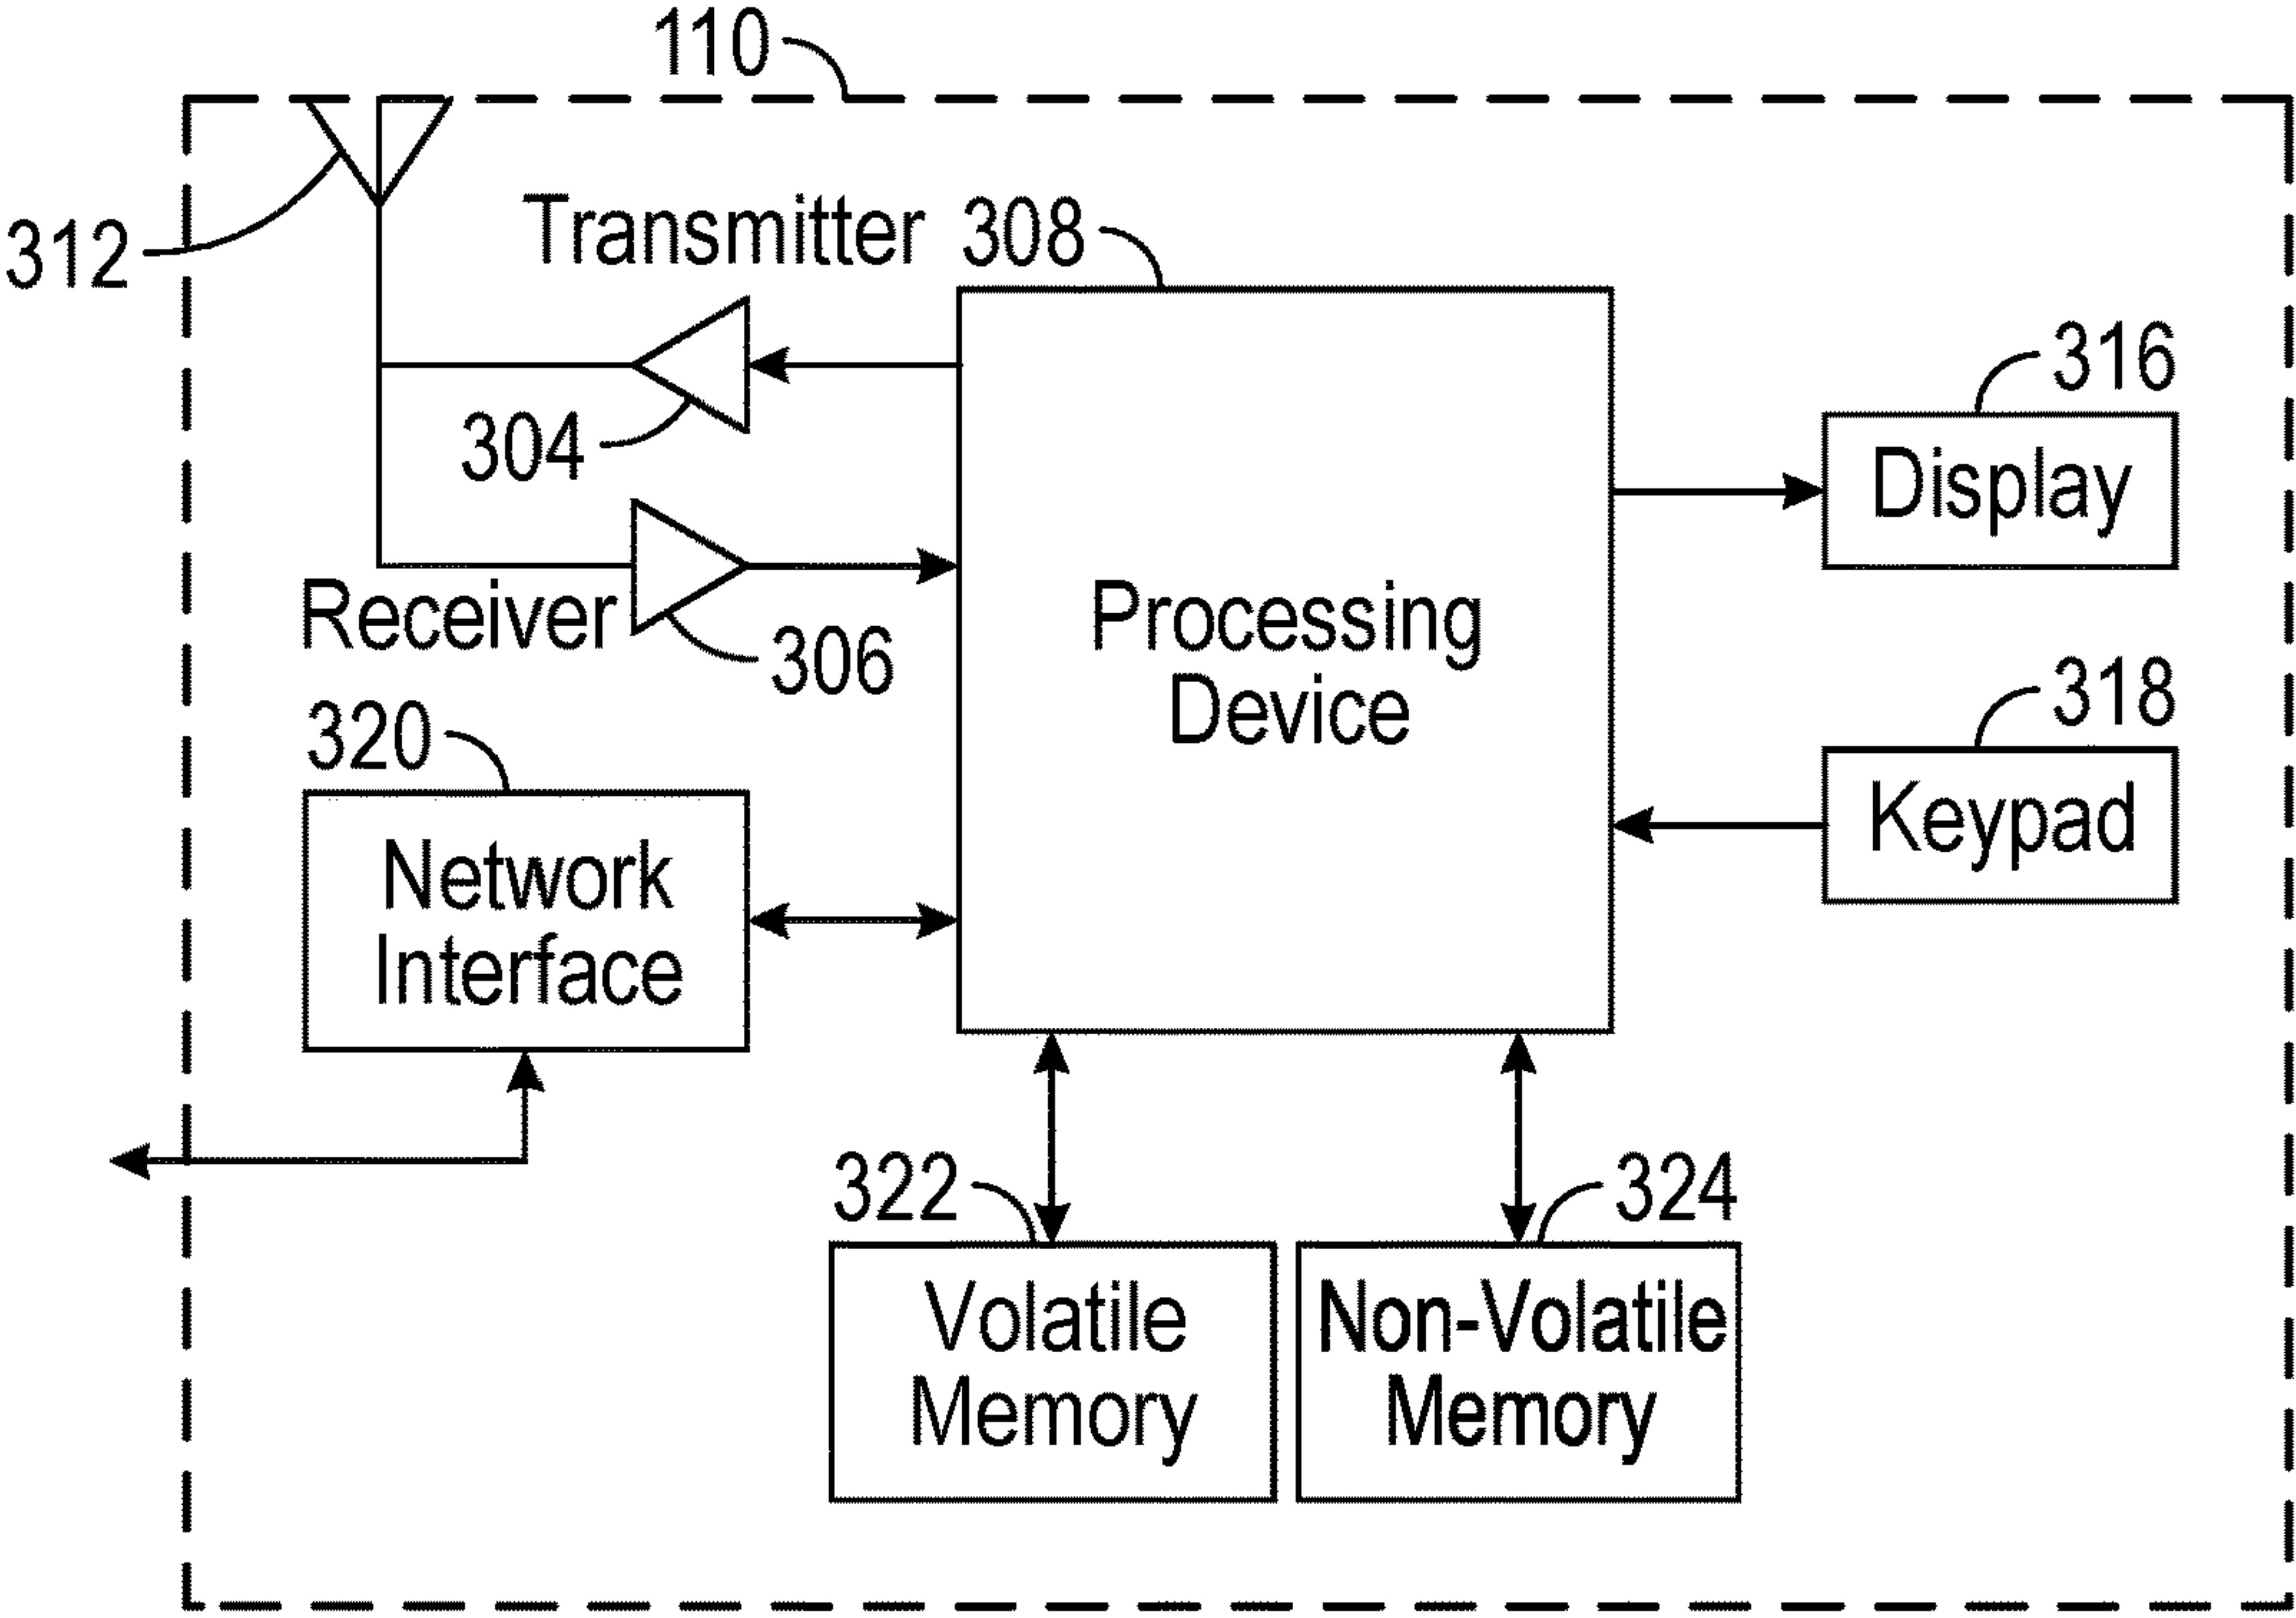 110
312
Transmitter
308
304
316
Display
Receiver
306
Processing
Device
318
Keypad
320
Network
Interface
322
Volatile
Memory
324
Non-Volatile
Memory